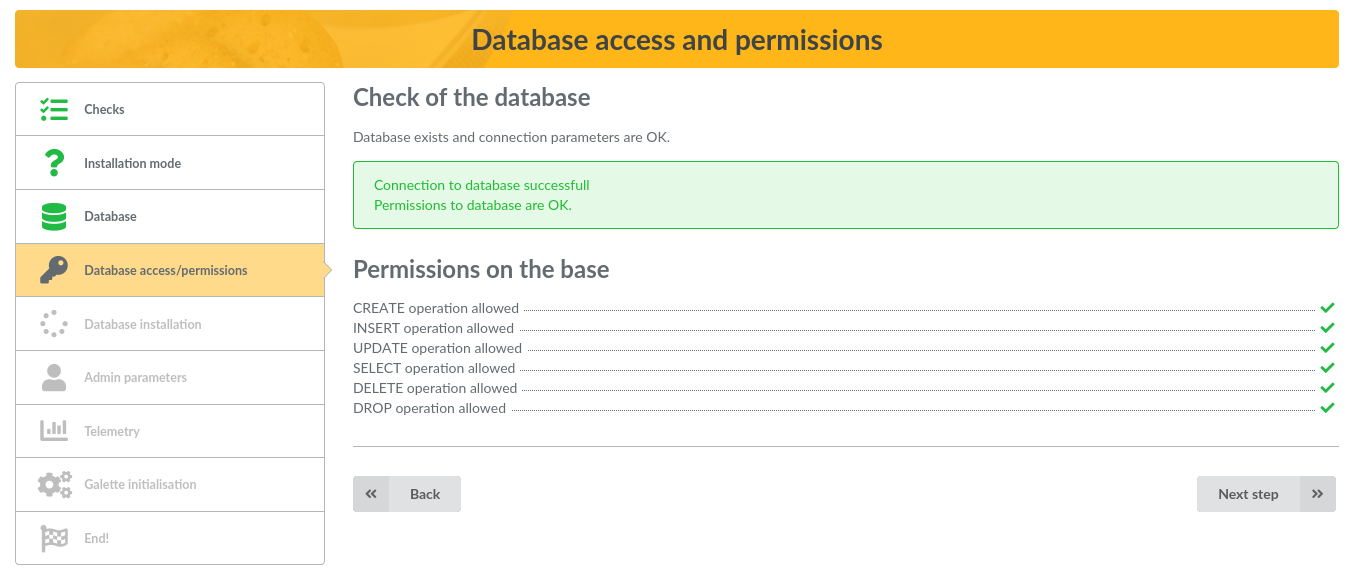 Database access and permissions
Checks
Installation mode
Database
Database access/permissions
Database installation
Admin parameters
Telemetry
Galette initialisation
End!
Check of the database
Database exists and connection parameters are OK.
Connection to database successfull
Permissions to database are OK.
Permissions on the base
CREATE operation allowed
INSERT operation allowed
UPDATE operation allowed
SELECT operation allowed
DELETE operation allowed
DROP operation allowed
Back
Next step